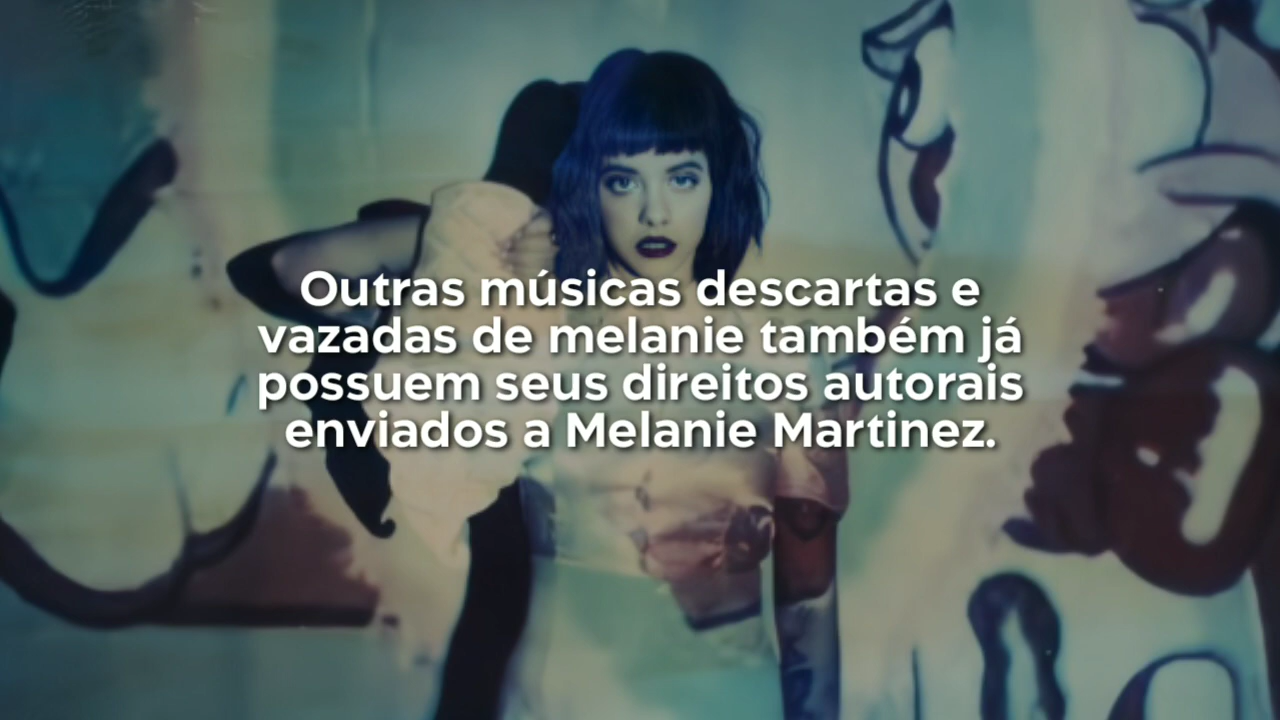 Outras músicas descartas e
vazadas de melanie também já
possuem seus direitos autorais
enviados a Melanie Martinez.